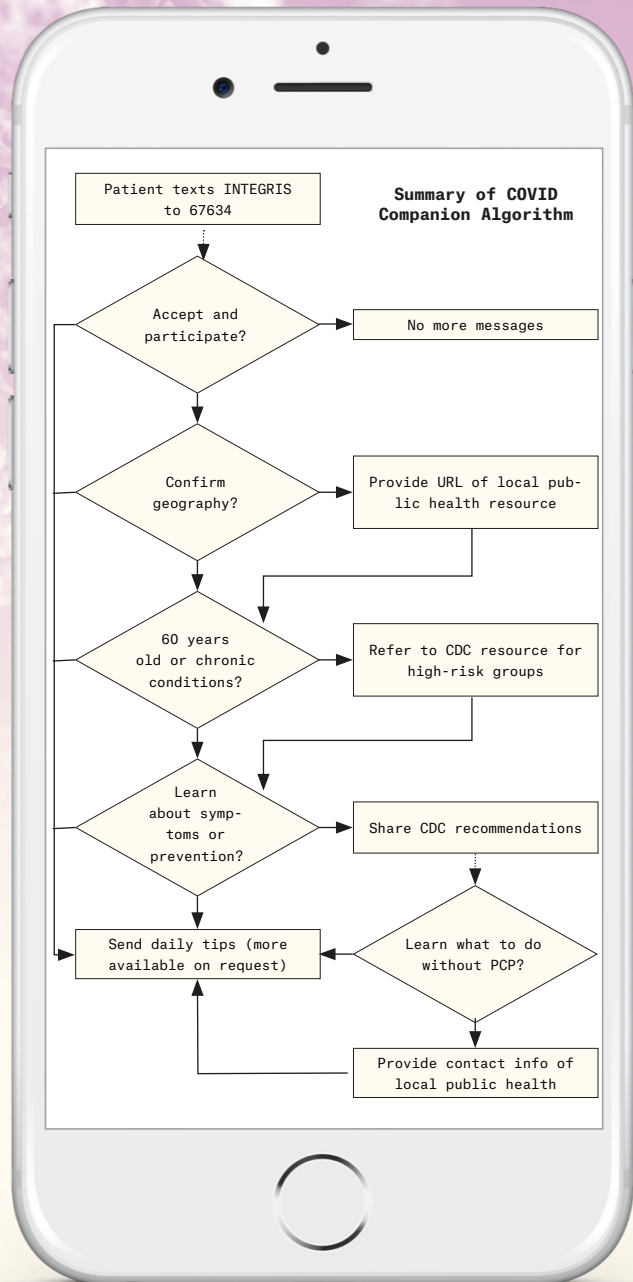 Patient texts INTEGRIS
to 67634
Summary of COVID
Companion Algorithm
Accept and
participate?
No more messages
Confirm
geography?
Provide URL of local pub-
lic health resource
60 years
old or chronic
conditions?
Refer to CDC resource for
high-risk groups
Learn
about symp-
toms or
prevention?
Share CDC recommendations
Send daily tips (more
available on request)
Learn what to do
without PCP?
Provide contact info of
local public health